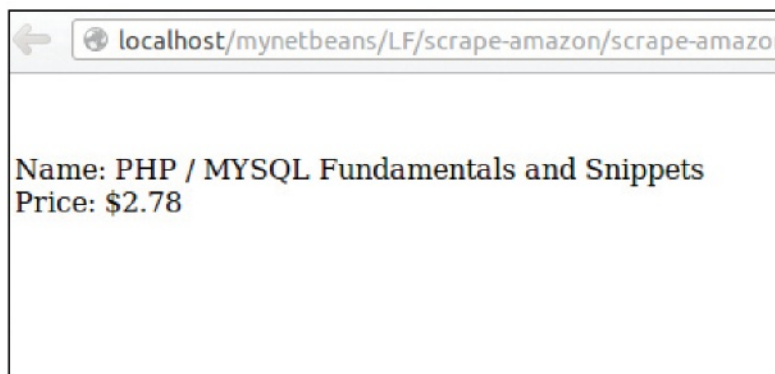 localhost/mynetbeans/LF/scrape-amazon/scrape-amazo
Name: PHP / MYSQL Fundamentals and Snippets
Price: $2.78